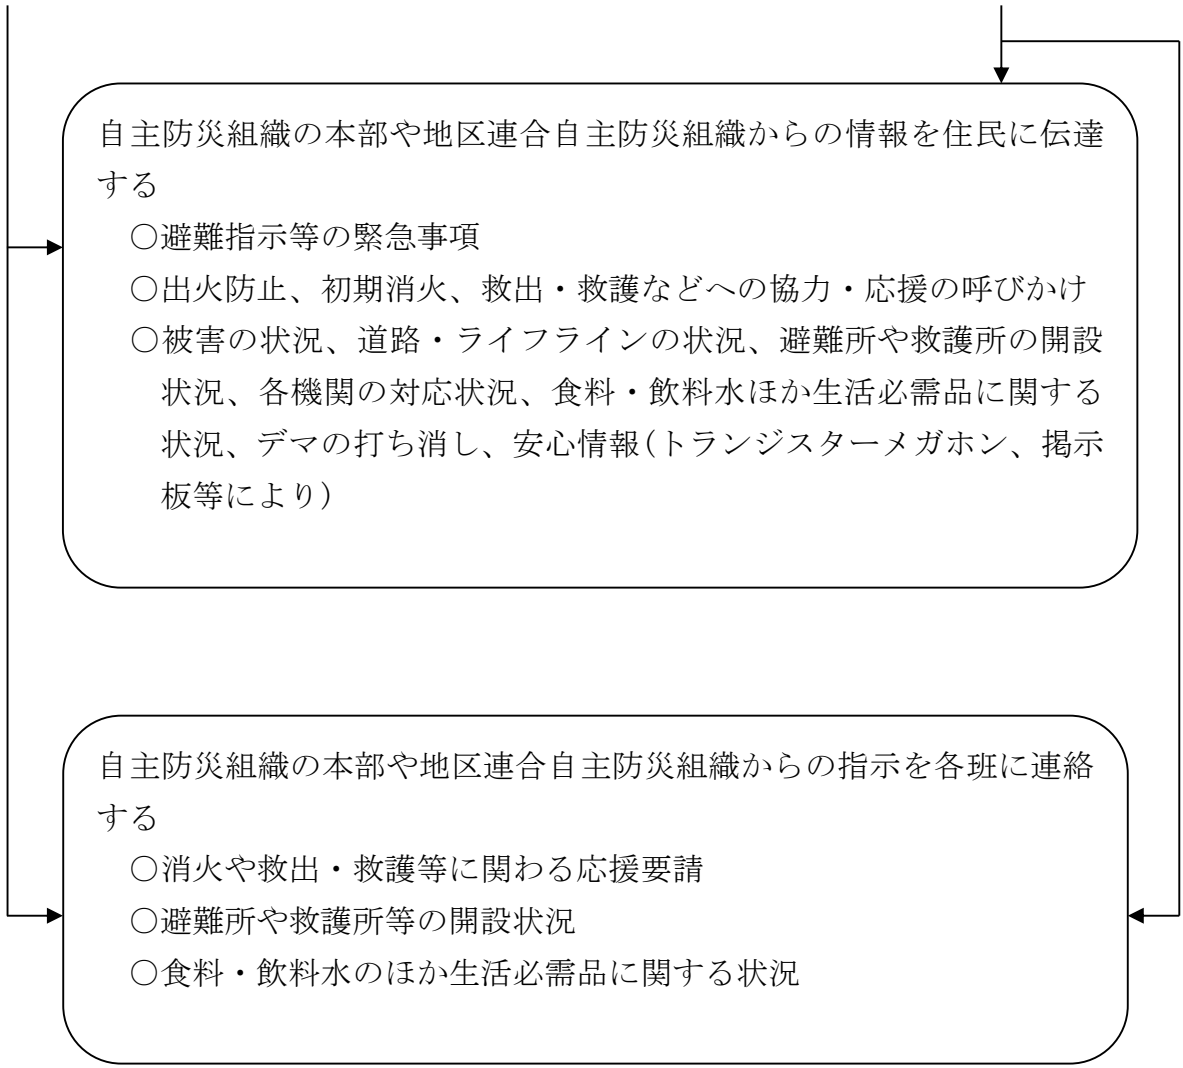 自主防災組織の本部や地区連合自主防災組織からの情報を住民に伝達
する
○避難指示等の緊急事項
○出火防止、初期消火、救出・救護などへの協力・応援の呼びかけ
○被害の状況、道路・ライフラインの状況、避難所や救護所の開設
状況、各機関の対応状況、食料・飲料水ほか生活必需品に関する
状況、デマの打ち消し、安心情報(トランジスターメガホン、掲示
板等により)
自主防災組織の本部や地区連合自主防災組織からの指示を各班に連絡
する
○消火や救出・救護等に関わる応援要請
○避難所や救護所等の開設状況
○食料・飲料水のほか生活必需品に関する状況